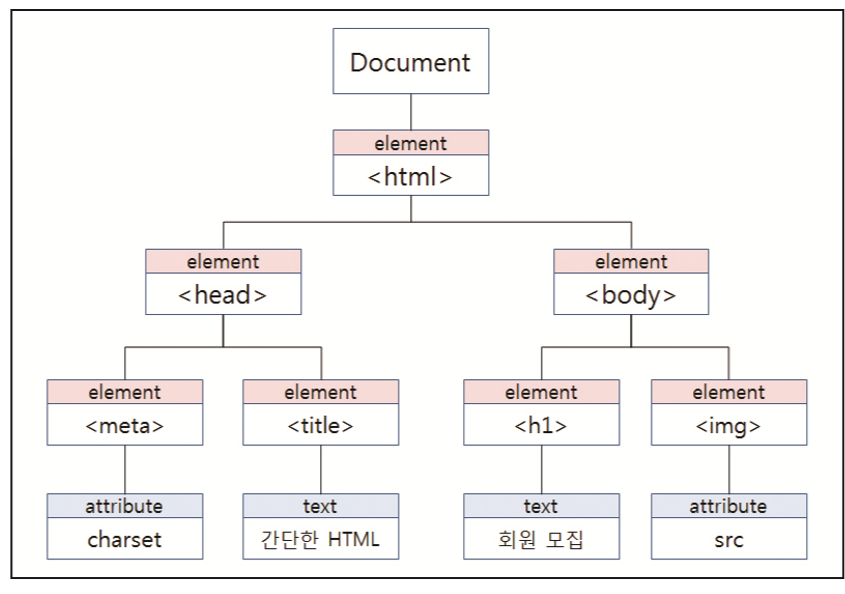 Document
element
<html>
element
<head>
element
<body>
element
<meta>
element
<title>
element
<h1>
element
<img>
attribute
charset
text
간단한 HTML
text
회원 모집
attribute
src